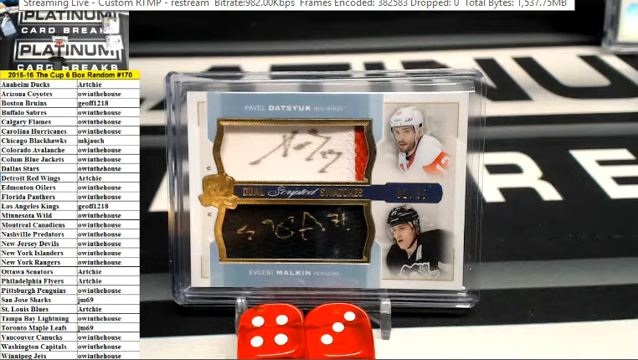 Streaming Live - Custom RTMP - restream Bitrate:982.00Kbps Frames Encoded: 382583 Dropped: 0 Total Bytes: 1,537.75MB
PLATINUM
CARD BREAKS
PLATINUM
CARD BREAKS
2015-16 The Cup 6 Box Random #170
Anaheim Ducks Artchie
Arizona Coyotes owinthehouse
Boston Bruins geoff1218
Buffalo Sabres owinthehouse
Calgary Flames owinthehouse
Carolina Hurricanes owinthehouse
Chicago Blackhawks mkjauch
Colorado Avalanche owinthehouse
Colum Blue Jackets owinthehouse
Dallas Stars owinthehouse
Detroit Red Wings Artchie
Edmonton Oilers owinthehouse
Florida Panthers owinthehouse
Los Angeles Kings geoff1218
Minnesota Wild owinthehouse
Montreal Canadiens owinthehouse
Nashville Predators owinthehouse
New Jersey Devils owinthehouse
New York Islanders owinthehouse
New York Rangers owinthehouse
Ottawa Senators Artchie
Philadelphia Flyers Artchie
Pittsburgh Penguins owinthehouse
San Jose Sharks jm69
St. Louis Blues Artchie
Tampa Bay Lightning owinthehouse
Toronto Maple Leafs jm69
Vancouver Canucks owinthehouse
Washington Capitals owinthehouse
Winnipeg Jets owinthehouse
PAVEL DATSYUK RED WINGS
DUAL Scripted SWATCHES
EVGENI MALKIN PENGUINS